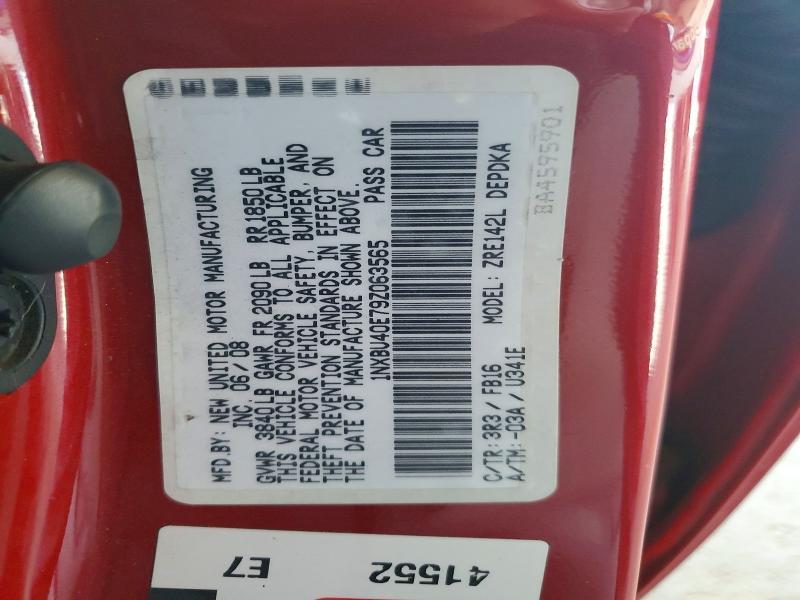 MFD.BY: NEW UNITED MOTOR MANUFACTURING
INC. 06/08
GVWR 3840LB GAWR FR 2090LB RR 1850LB
THIS VEHICLE CONFORMS TO ALL APPLICABLE
FEDERAL MOTOR VEHICLE SAFETY, BUMPER, AND
THEFT PREVENTION STANDARDS IN EFFECT ON
THE DATE OF MANUFACTURE SHOWN ABOVE.
1NXBU40E79Z063565 PASS CAR
C/TR: 3R3 / FB16 MODEL: ZRE142L DEPDKA
A/TM: -03A / U341E
BA4595901
41552
E7